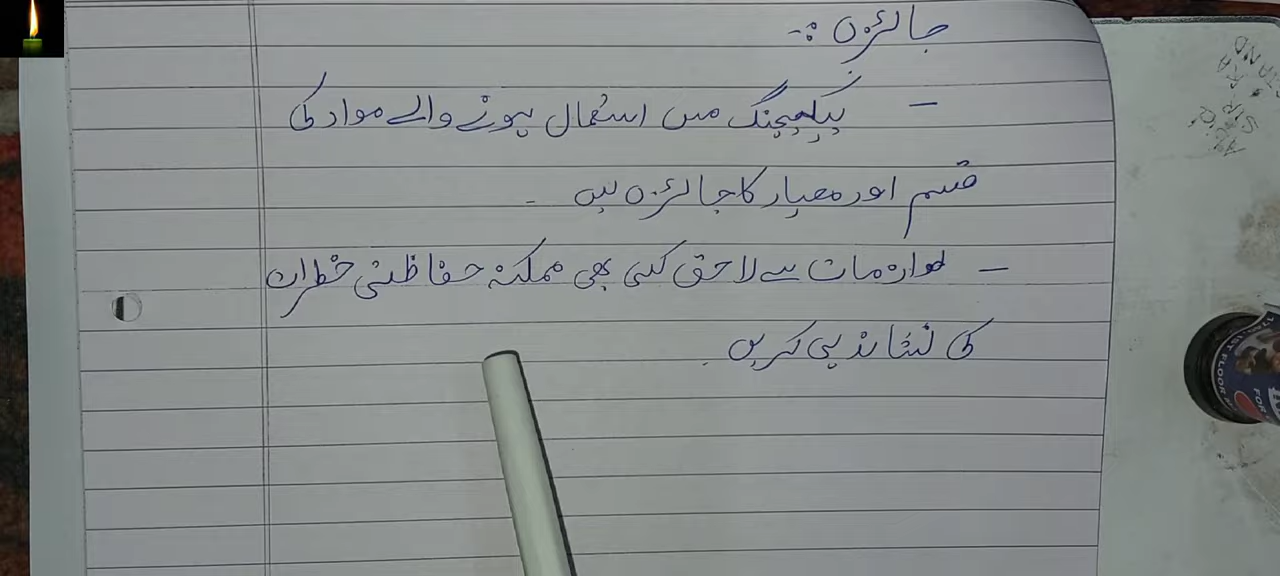 جائزہ :-
- پیکیجنگ میں استعمال ہونے والے مواد کی
قسم اور معیار کا جائزہ لیں -
- لوازمات سے لاحق کسی بھی ممکنہ حفاظتی خطرات
کی نشاندہی کریں -